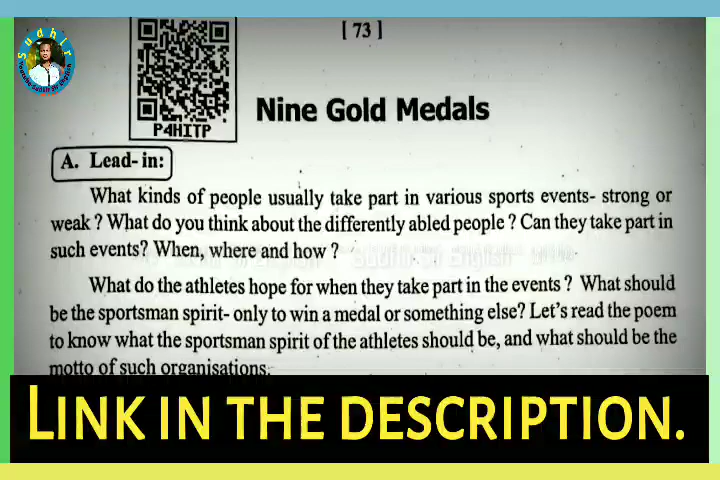 Sudhir
[ 73 ]
P4HITP
Nine Gold Medals
A. Lead-in:
What kinds of people usually take part in various sports events- strong or
weak ? What do you think about the differently abled people ? Can they take part in
such events? When, where and how ?
What do the athletes hope for when they take part in the events ? What should
be the sportsman spirit- only to win a medal or something else? Let's read the poem
to know what the sportsman spirit of the athletes should be, and what should be the
motto of such organisations.
LINK IN THE DESCRIPTION.